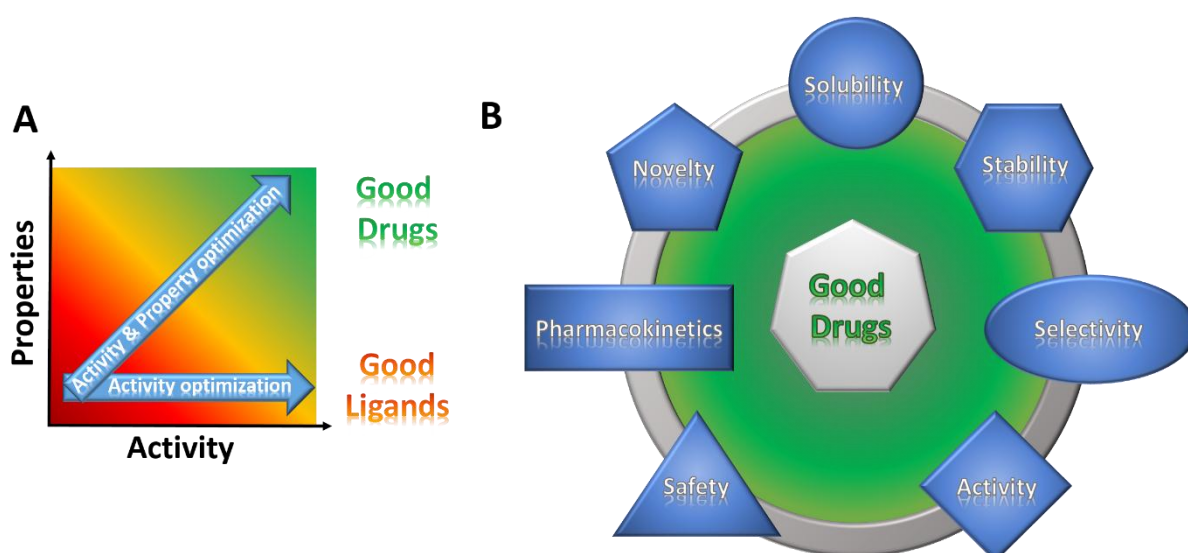 A
Properties
Activity & Property optimization
Activity optimization
Activity
Good
Drugs
Good
Ligands
B
Solubility
Novelty
Stability
Pharmacokinetics
Good
Drugs
Selectivity
Safety
Activity